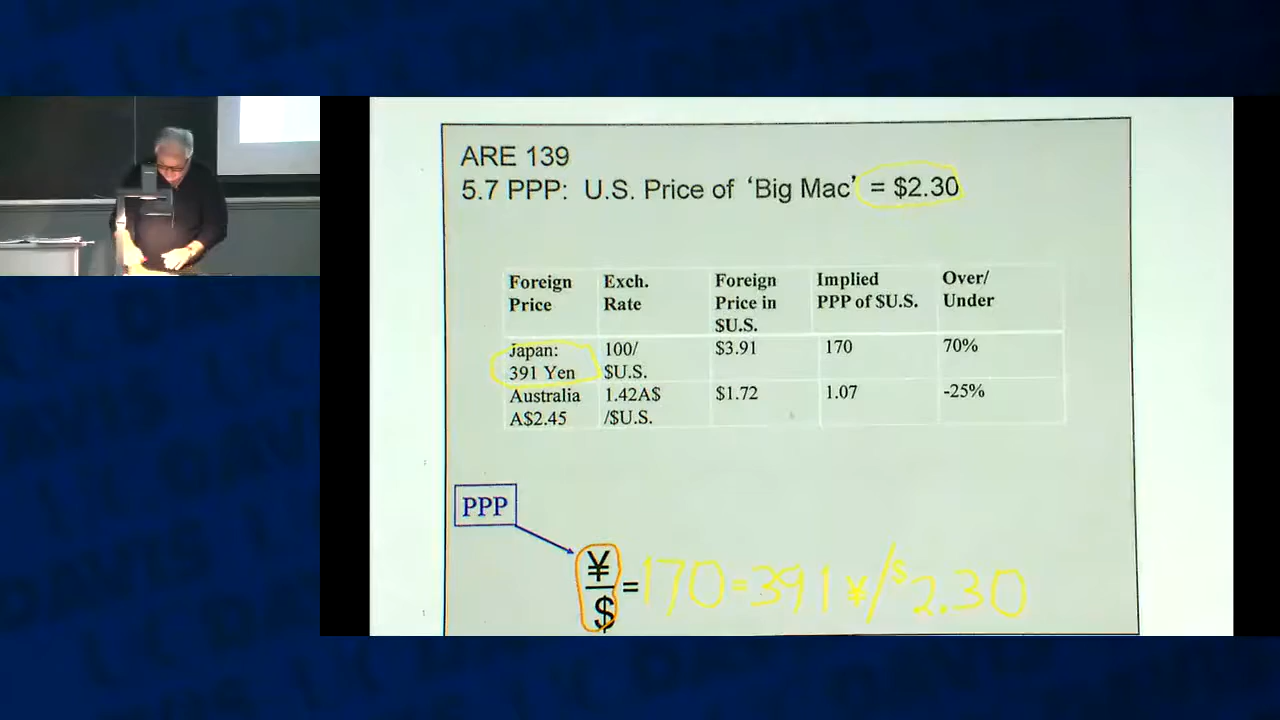 ARE 139
5.7 PPP: U.S. Price of ‘Big Mac’ = $2.30
Foreign Price
Exch. Rate
Foreign Price in $U.S.
Implied PPP of $U.S.
Over/ Under
Japan: 391 Yen
100/ $U.S.
$3.91
170
70%
Australia A$2.45
1.42A$ /$U.S.
$1.72
1.07
-25%
PPP
¥/$ = 170 = 391 ¥/$2.30